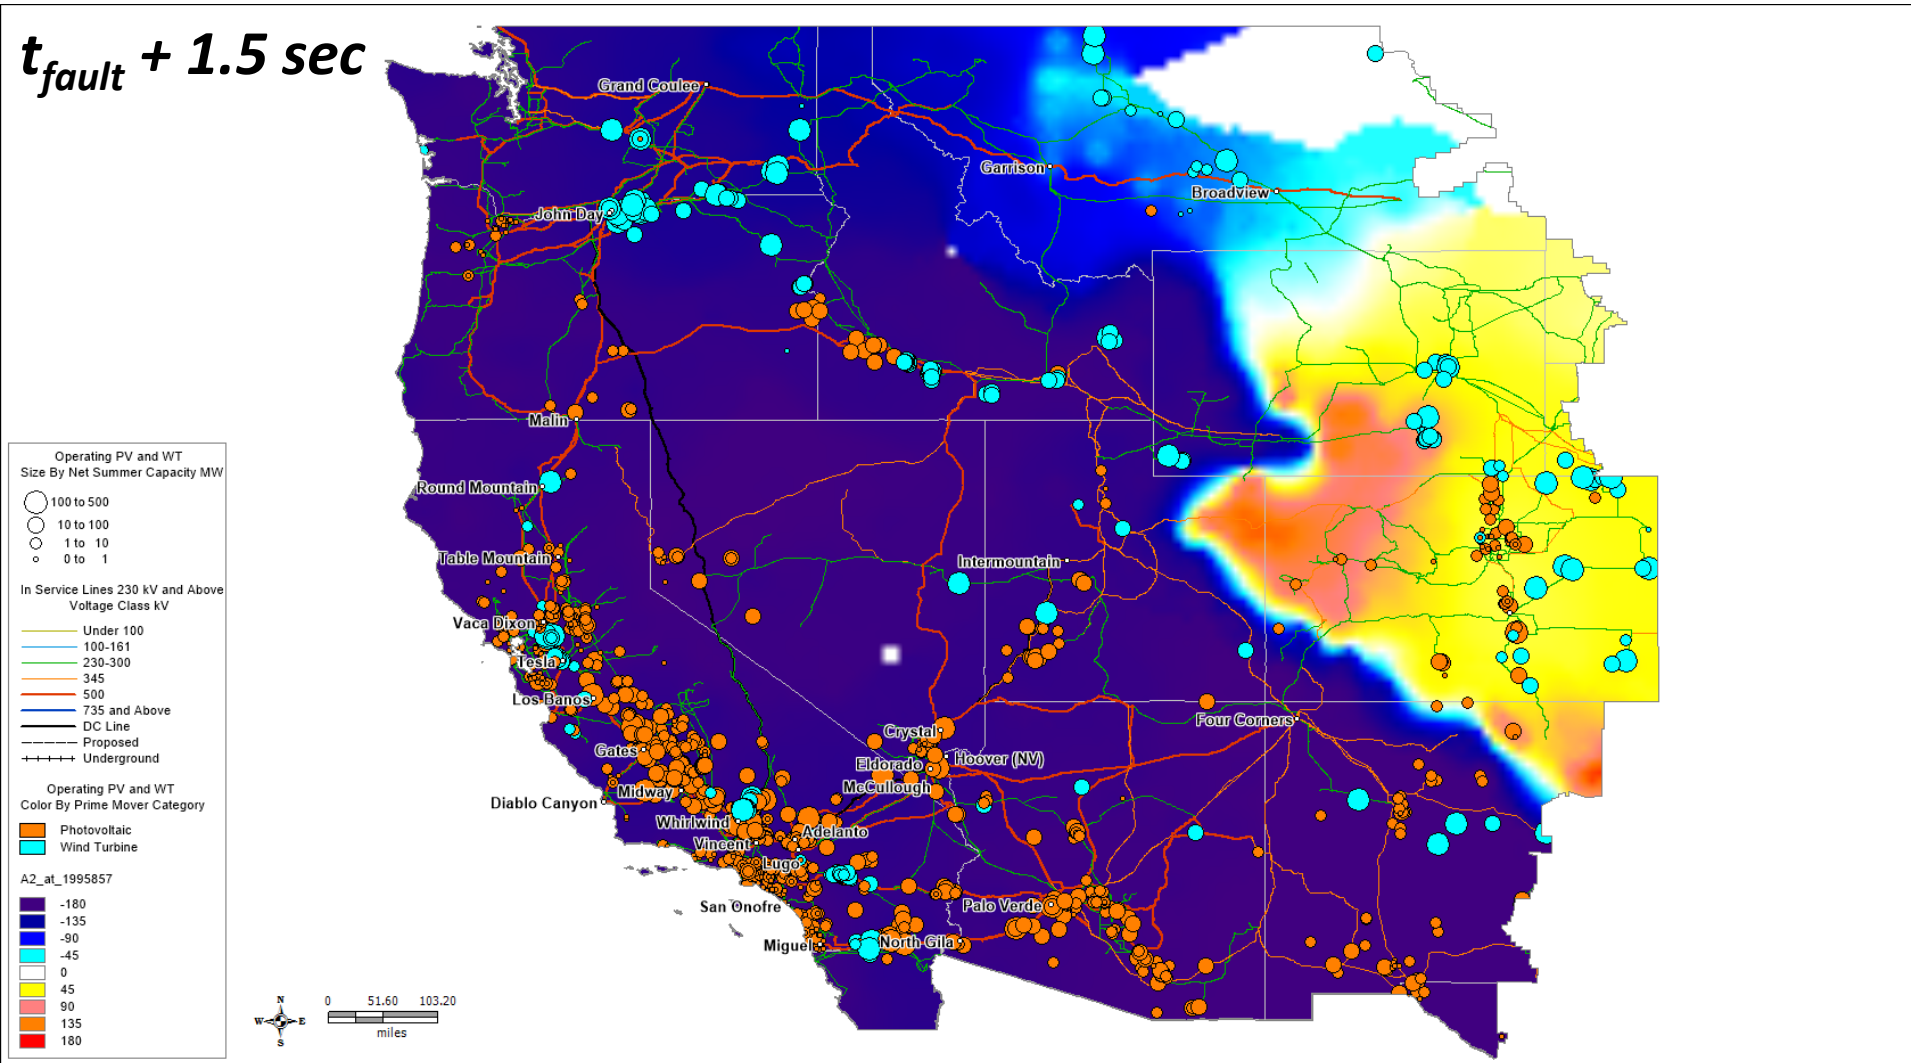 t_fault + 1.5 sec
Grand Coulee
Garrison
Broadview
John Day
Malin
Round Mountain
Table Mountain
Intermountain
Vaca Dixon
Tesla
Los Banos
Four Corners
Crystal
Gates
Eldorado
Hoover (NV)
McCullough
Midway
Diablo Canyon
Whirlwind
Adelanto
Vincent
Lugo
San Onofre
Palo Verde
Miguel
North Gila
Operating PV and WT
Size By Net Summer Capacity MW
100 to 500
10 to 100
1 to 10
0 to 1
In Service Lines 230 kV and Above
Voltage Class kV
Under 100
100-161
230-300
345
500
735 and Above
DC Line
Proposed
Underground
Operating PV and WT
Color By Prime Mover Category
Photovoltaic
Wind Turbine
A2_at_1995857
-180
-135
-90
-45
0
45
90
135
180
N
W E
S
0 51.60 103.20
miles